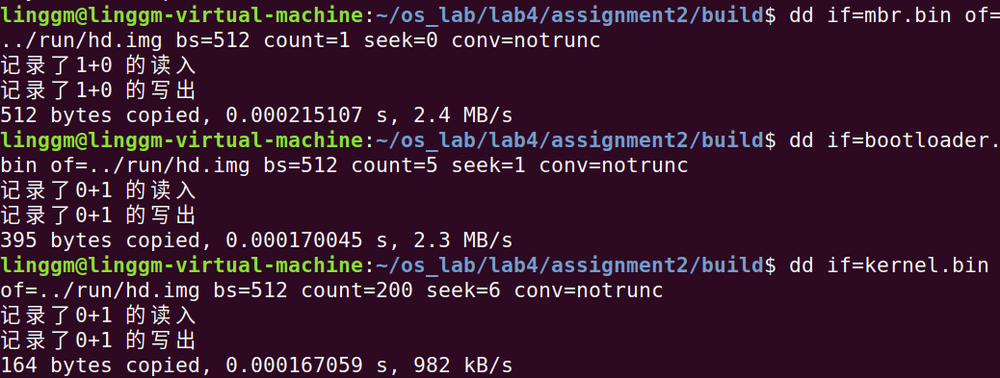 linggm@linggm-virtual-machine:~/os_lab/lab4/assignment2/build$ dd if=mbr.bin of=
../run/hd.img bs=512 count=1 seek=0 conv=notrunc
记录了1+0 的读入
记录了1+0 的写出
512 bytes copied, 0.000215107 s, 2.4 MB/s
linggm@linggm-virtual-machine:~/os_lab/lab4/assignment2/build$ dd if=bootloader.
bin of=../run/hd.img bs=512 count=5 seek=1 conv=notrunc
记录了0+1 的读入
记录了0+1 的写出
395 bytes copied, 0.000170045 s, 2.3 MB/s
linggm@linggm-virtual-machine:~/os_lab/lab4/assignment2/build$ dd if=kernel.bin
of=../run/hd.img bs=512 count=200 seek=6 conv=notrunc
记录了0+1 的读入
记录了0+1 的写出
164 bytes copied, 0.000167059 s, 982 kB/s